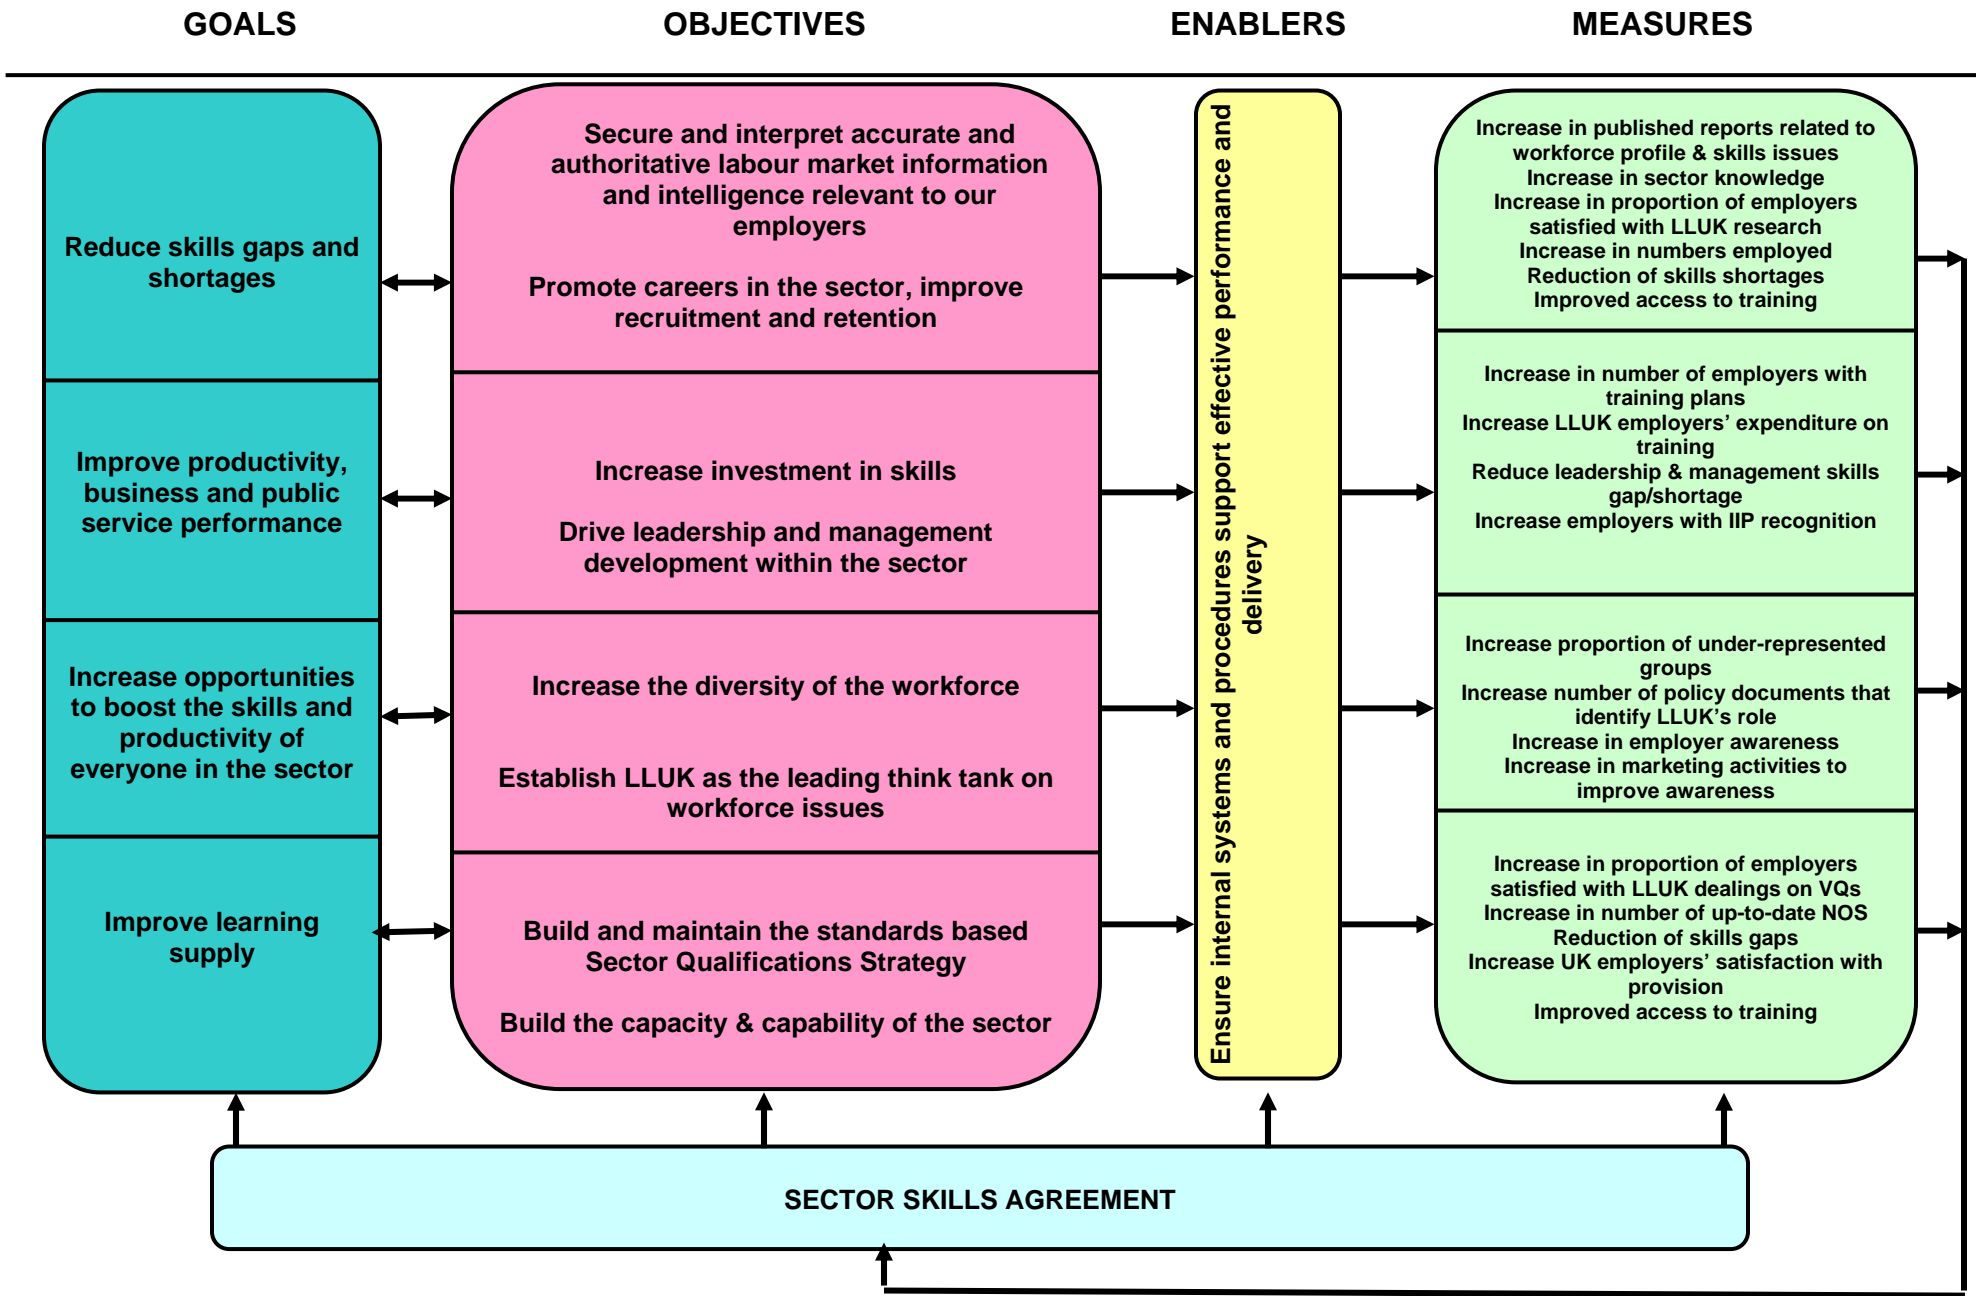 GOALS
OBJECTIVES
ENABLERS
MEASURES
Reduce skills gaps and
shortages
Improve productivity,
business and public
service performance
Increase opportunities
to boost the skills and
productivity of
everyone in the sector
Improve learning
supply
Secure and interpret accurate and
authoritative labour market information
and intelligence relevant to our
employers
Promote careers in the sector, improve
recruitment and retention
Increase investment in skills
Drive leadership and management
development within the sector
Increase the diversity of the workforce
Establish LLUK as the leading think tank on
workforce issues
Build and maintain the standards based
Sector Qualifications Strategy
Build the capacity & capability of the sector
Ensure internal systems and procedures support effective performance and
delivery
Increase in published reports related to
workforce profile & skills issues
Increase in sector knowledge
Increase in proportion of employers
satisfied with LLUK research
Increase in numbers employed
Reduction of skills shortages
Improved access to training
Increase in number of employers with
training plans
Increase LLUK employers’ expenditure on
training
Reduce leadership & management skills
gap/shortage
Increase employers with IIP recognition
Increase proportion of under-represented
groups
Increase number of policy documents that
identify LLUK’s role
Increase in employer awareness
Increase in marketing activities to
improve awareness
Increase in proportion of employers
satisfied with LLUK dealings on VQs
Increase in number of up-to-date NOS
Reduction of skills gaps
Increase UK employers’ satisfaction with
provision
Improved access to training
SECTOR SKILLS AGREEMENT